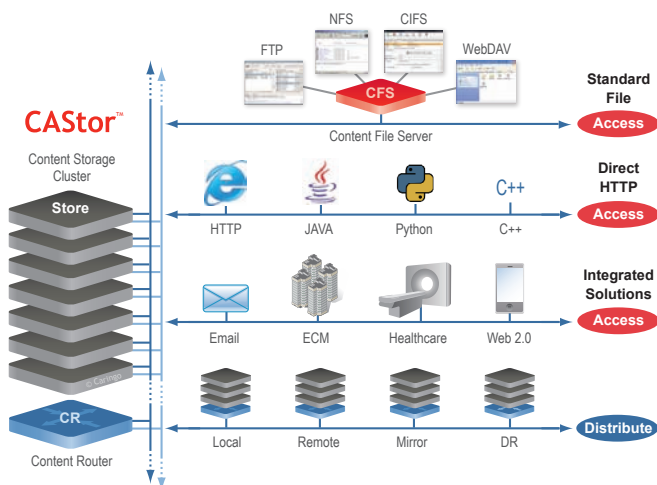 NFS
CIFS
FTP
WebDAV
CFS
Content File Server
Standard
File
Access
CAStor™
Content Storage
Cluster
Store
Direct
HTTP
Access
C++
HTTP
JAVA
Python
C++
Integrated
Solutions
Access
Email
ECM
Healthcare
Web 2.0
© Caringo
CR
Content Router
Local
Remote
Mirror
DR
Distribute